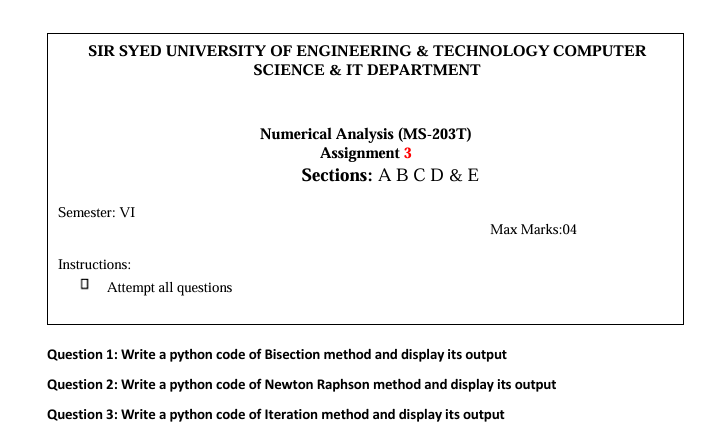 SIR SYED UNIVERSITY OF ENGINEERING & TECHNOLOGY COMPUTER
SCIENCE & IT DEPARTMENT
Numerical Analysis (MS-203T)
Assignment 3
Sections: A B C D & E
Semester: VI
Max Marks:04
Instructions:
Attempt all questions
Question 1: Write a python code of Bisection method and display its output
Question 2: Write a python code of Newton Raphson method and display its output
Question 3: Write a python code of Iteration method and display its output